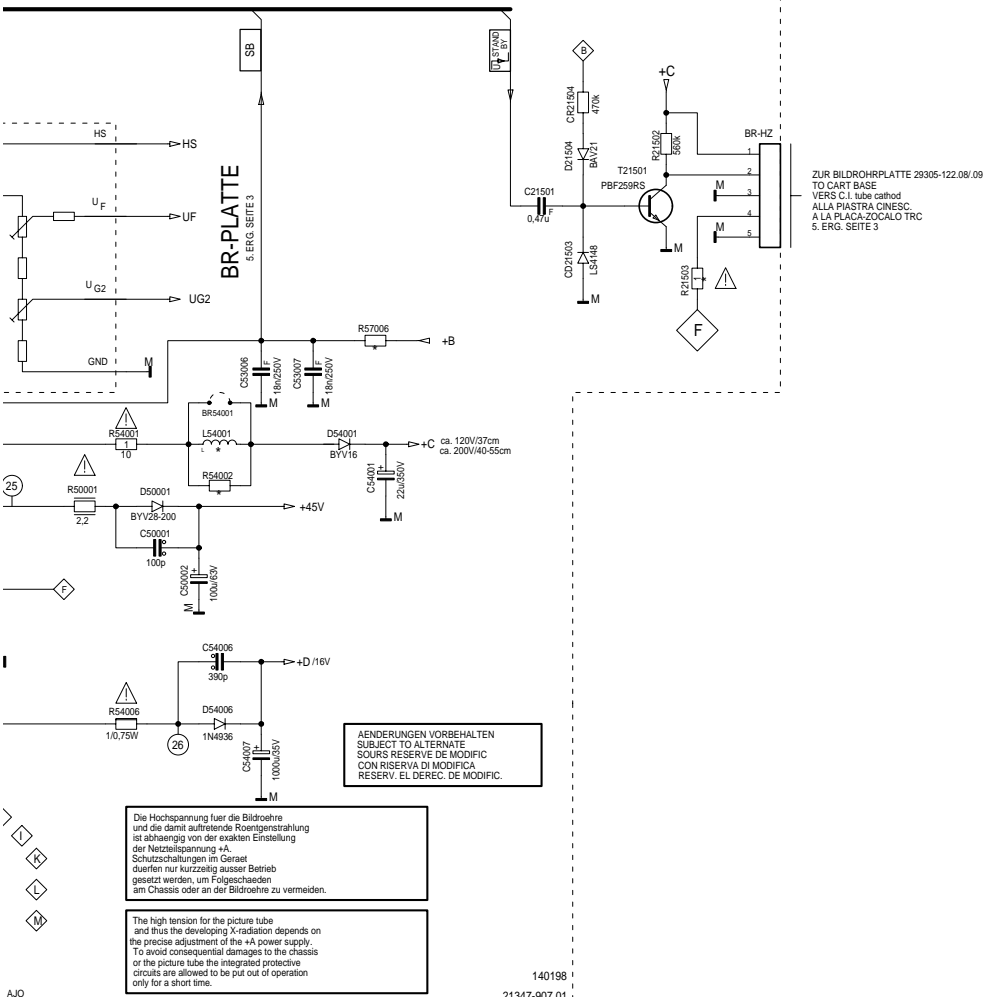 SB
U STAND
BY
B
CR21504
470k
+C
R21502
560k
BR-HZ
D21504
BAV21
T21501
PBF259RS
C21501
F
0,47u
1
2
M
3
4
M
5
M
CD21503
LS4148
M
R21503
1
*
F
ZUR BILDROHRPLATTE 29305-122.08/.09
TO CART BASE
VERS C.I. tube cathod
ALLA PIASTRA CINESC.
A LA PLACA-ZOCALO TRC
5. ERG. SEITE 3
HS
HS
U F
UF
U G2
UG2
GND
M
BR-PLATTE
5. ERG. SEITE 3
R57006
*
+B
C53006
F
18n/250V
M
C53007
F
18n/250V
M
BR54001
R54001
1
10
L54001
L
*
R54002
*
D54001
BYV16
+C
ca. 120V/37cm
ca. 200V/40-55cm
C54001
+
22u/350V
M
25
R50001
2,2
D50001
BYV28-200
+45V
C50001
100p
C50002
+
100u/63V
M
F
C54006
390p
+D /16V
R54006
1/0,75W
26
D54006
1N4936
C54007
+
1000u/35V
M
AENDERUNGEN VORBEHALTEN
SUBJECT TO ALTERNATE
SOURS RESERVE DE MODIFIC
CON RISERVA DI MODIFICA
RESERV. EL DEREC. DE MODIFIC.
I
K
L
M
Die Hochspannung fuer die Bildroehre
und die damit auftretende Roentgenstrahlung
ist abhaengig von der exakten Einstellung
der Netzteilspannung +A.
Schutzschaltungen im Geraet
duerfen nur kurzzeitig ausser Betrieb
gesetzt werden, um Folgeschaeden
am Chassis oder an der Bildroehre zu vermeiden.
The high tension for the picture tube
and thus the developing X-radiation depends on
the precise adjustment of the +A power supply.
To avoid consequential damages to the chassis
or the picture tube the integrated protective
circuits are allowed to be put out of operation
only for a short time.
140198
21347-907.01
AJO